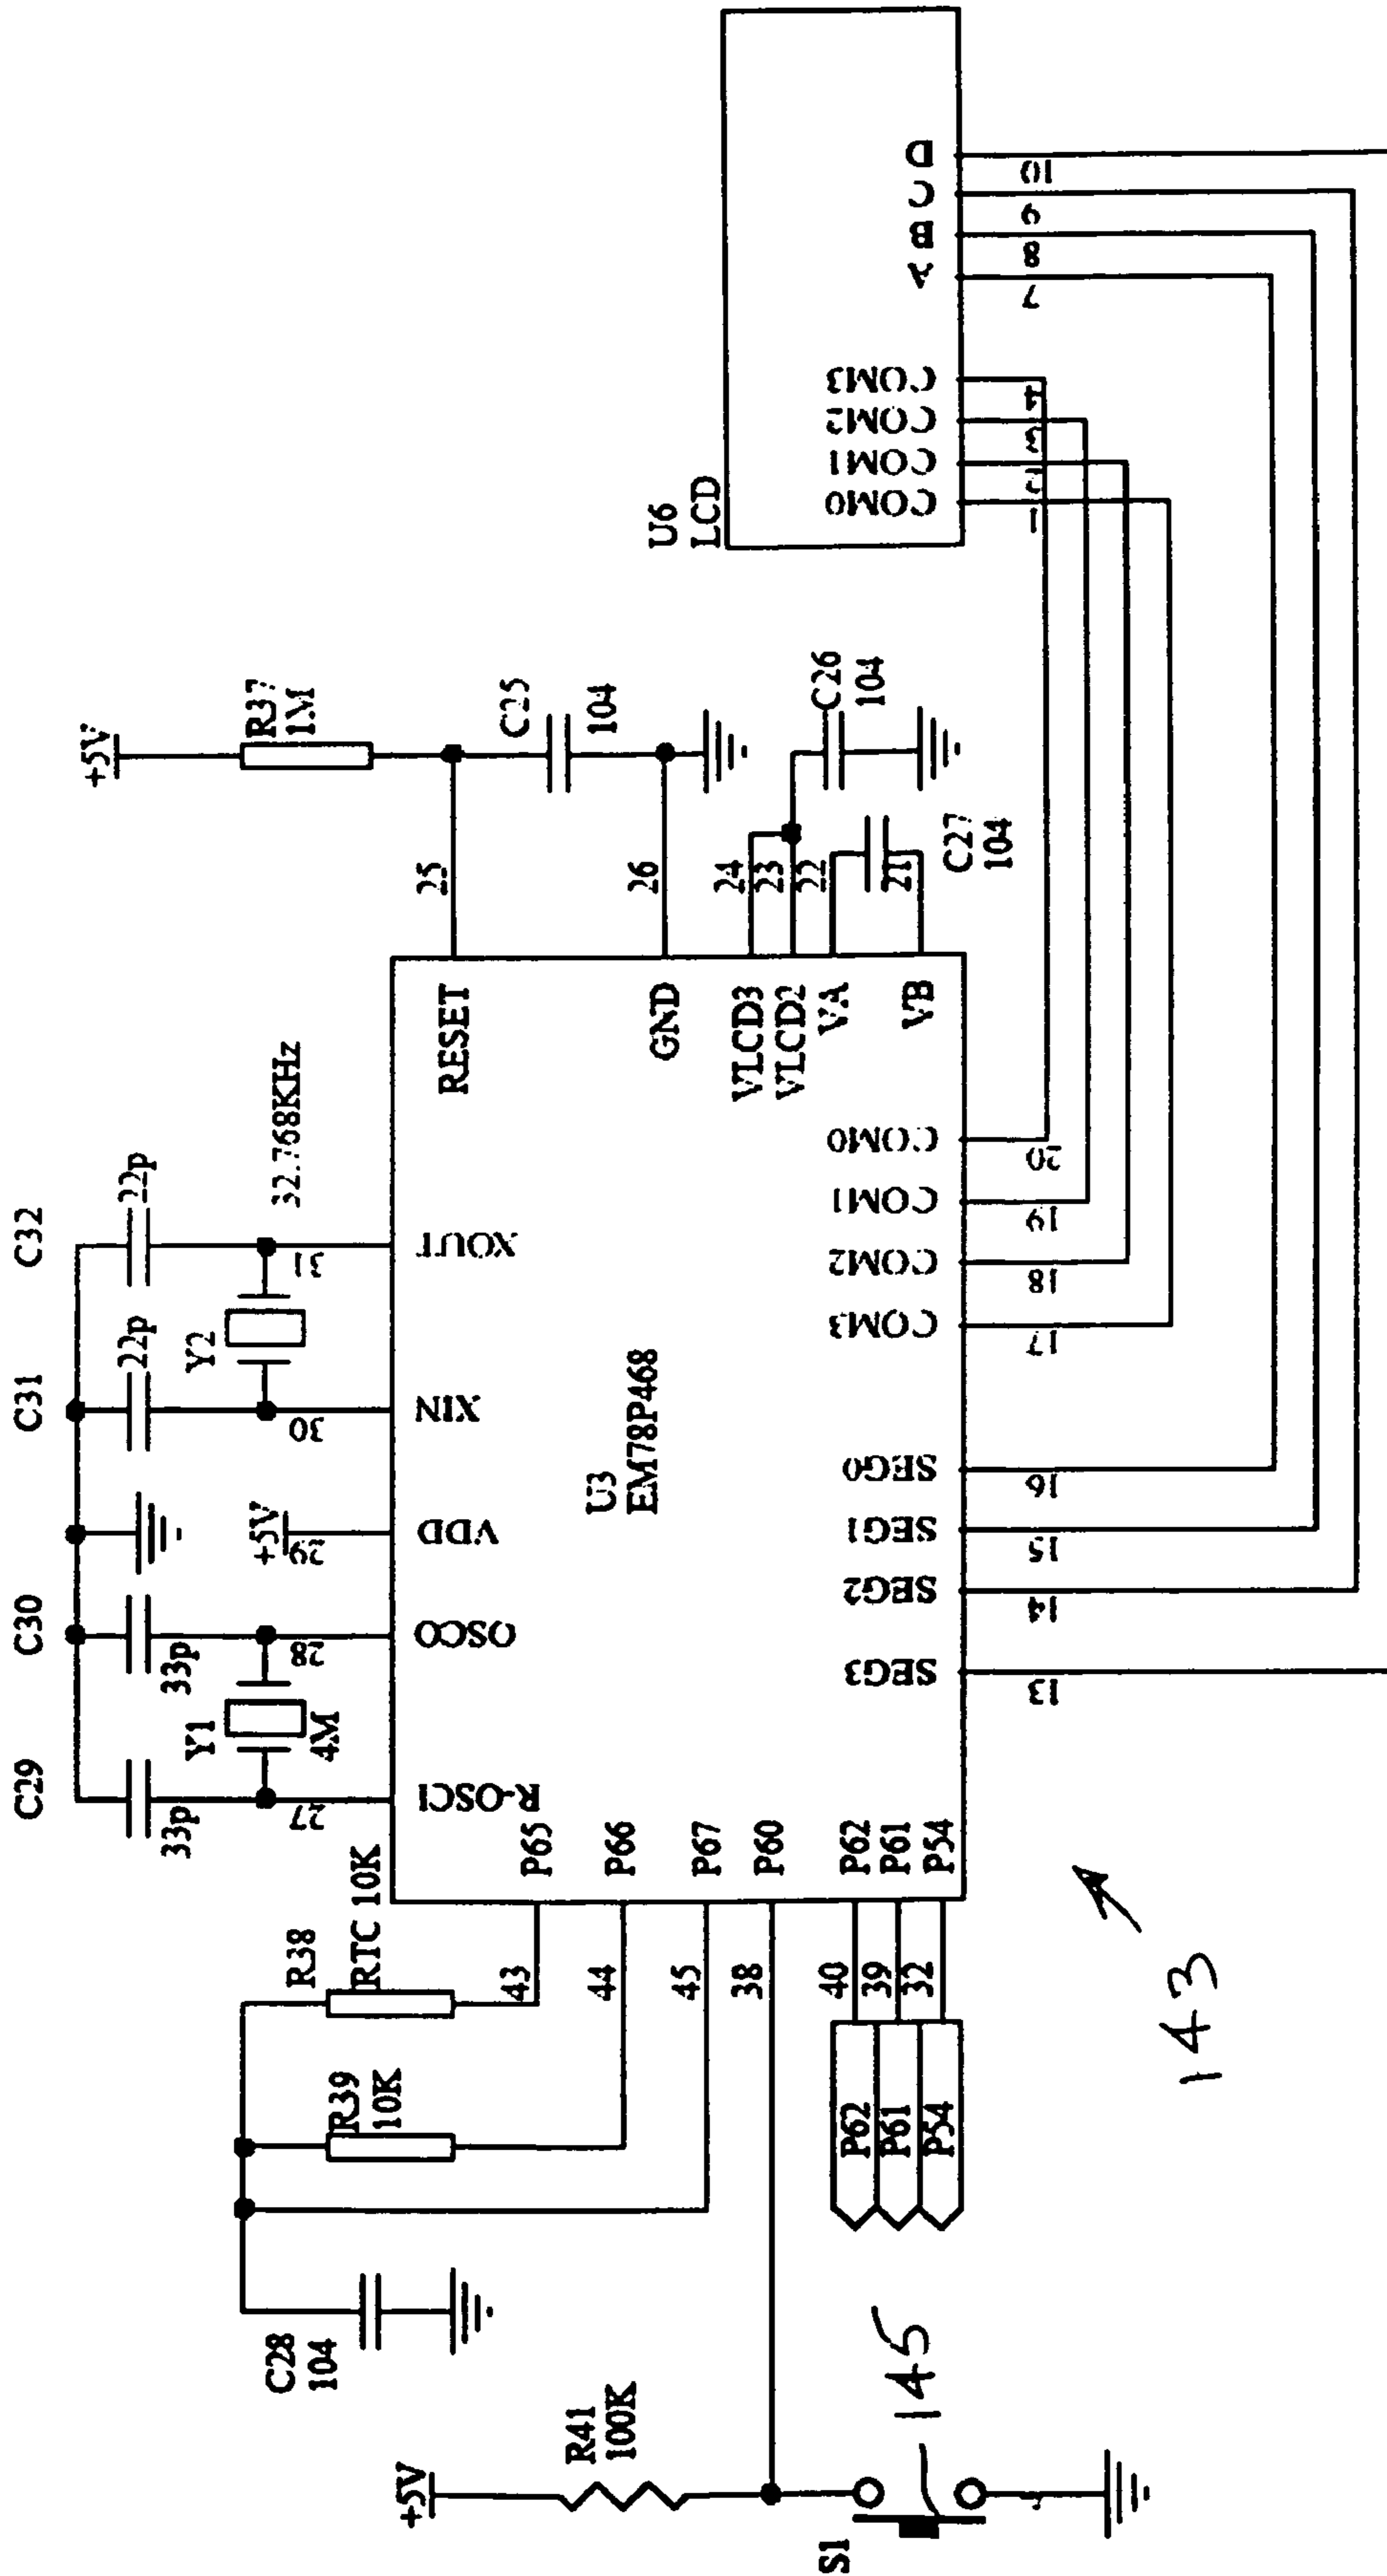 C29
C30
C31
C32
33p
33p
22p
22p
Y1
4M
Y2
32.768KHz
+5V
27
28
29
30
31
R-OSCI
OSCO
VDD
XIN
XOUT
+5V
R37
1M
25
RESET
C25
104
26
GND
24
VLCD3
23
VLCD2
22
VA
21
VB
C26
104
C27
104
U3
EM78P468
R38
RTC 10K
R39
10K
C28
104
43
P65
44
P66
45
P67
38
P60
40
P62
39
P61
32
P54
P62
P61
P54
+5V
R41
100K
S1
145
143
SEG3
SEG2
SEG1
SEG0
COM3
COM2
COM1
COM0
13
14
15
16
17
18
19
20
U6
LCD
COM0
COM1
COM2
COM3
A
B
C
D
1
2
3
4
7
8
9
10